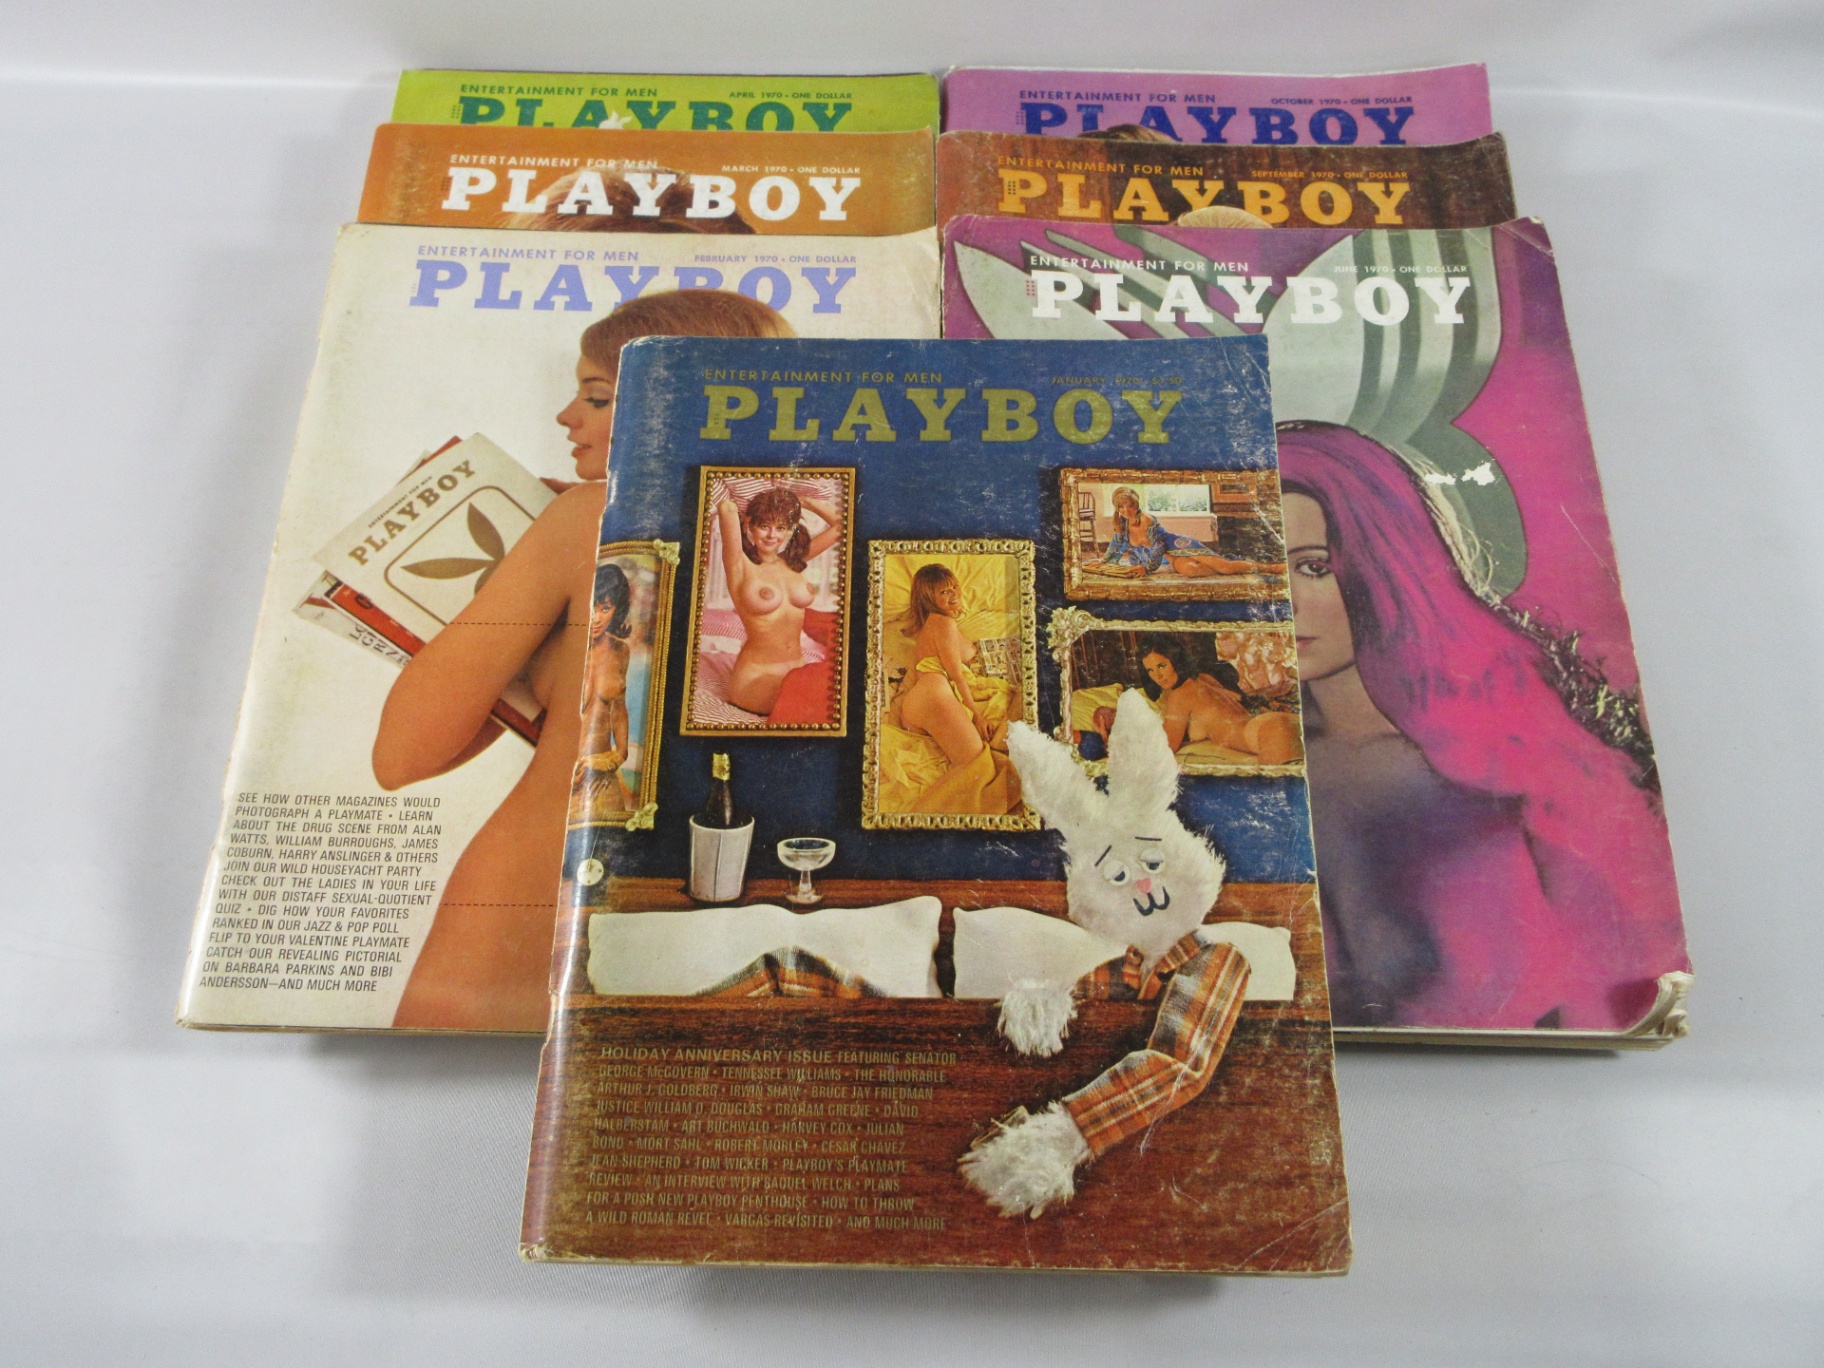 ENTERTAINMENT FOR MEN
APRIL 1970 • ONE DOLLAR
PLAYBOY
ENTERTAINMENT FOR MEN
OCTOBER 1970 • ONE DOLLAR
PLAYBOY
ENTERTAINMENT FOR MEN
MARCH 1970 • ONE DOLLAR
PLAYBOY
ENTERTAINMENT FOR MEN
SEPTEMBER 1970 • ONE DOLLAR
PLAYBOY
ENTERTAINMENT FOR MEN
FEBRUARY 1970 • ONE DOLLAR
PLAYBOY
ENTERTAINMENT FOR MEN
PLAYBOY
SEE HOW OTHER MAGAZINES WOULD
PHOTOGRAPH A PLAYMATE • LEARN
ABOUT THE DRUG SCENE FROM ALAN
WATTS, WILLIAM BURROUGHS, JAMES
COBURN, HARRY ANSLINGER & OTHERS
JOIN OUR WILD HOUSEYACHT PARTY
CHECK OUT THE LADIES IN YOUR LIFE
WITH OUR DISTAFF SEXUAL-QUOTIENT
QUIZ • DIG HOW YOUR FAVORITES
RANKED IN OUR JAZZ & POP POLL
FLIP TO YOUR VALENTINE PLAYMATE
CATCH OUR REVEALING PICTORIAL
ON BARBARA PARKINS AND BIBI
ANDERSSON—AND MUCH MORE
ENTERTAINMENT FOR MEN
JUNE 1970 • ONE DOLLAR
PLAYBOY
ENTERTAINMENT FOR MEN
JANUARY 1970 • $1.50
PLAYBOY
HOLIDAY ANNIVERSARY ISSUE FEATURING SENATOR
GEORGE McGOVERN • TENNESSEE WILLIAMS • THE HONORABLE
ARTHUR J. GOLDBERG • IRWIN SHAW • BRUCE JAY FRIEDMAN
JUSTICE WILLIAM O. DOUGLAS • GRAHAM GREENE • DAVID
HALBERSTAM • ART BUCHWALD • HARVEY COX • JULIAN
BOND • MORT SAHL • ROBERT MORLEY • CESAR CHAVEZ
JEAN SHEPHERD • TOM WICKER • PLAYBOY'S PLAYMATE
REVIEW • AN INTERVIEW WITH RAQUEL WELCH • PLANS
FOR A POSH NEW PLAYBOY PENTHOUSE • HOW TO THROW
A WILD ROMAN REVEL • VARGAS REVISITED • AND MUCH MORE